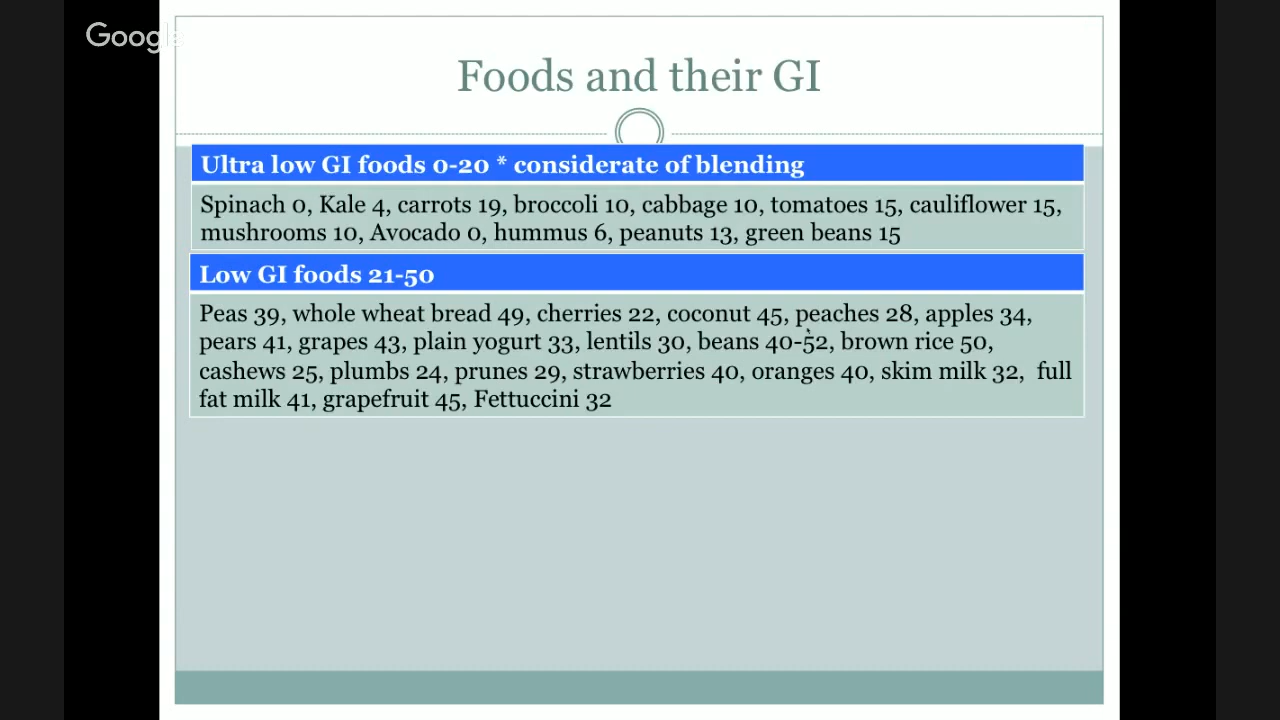 Google
Foods and their GI
Ultra low GI foods 0-20 * considerate of blending
Spinach 0, Kale 4, carrots 19, broccoli 10, cabbage 10, tomatoes 15, cauliflower 15,
mushrooms 10, Avocado 0, hummus 6, peanuts 13, green beans 15
Low GI foods 21-50
Peas 39, whole wheat bread 49, cherries 22, coconut 45, peaches 28, apples 34,
pears 41, grapes 43, plain yogurt 33, lentils 30, beans 40-52, brown rice 50,
cashews 25, plumbs 24, prunes 29, strawberries 40, oranges 40, skim milk 32, full
fat milk 41, grapefruit 45, Fettuccini 32